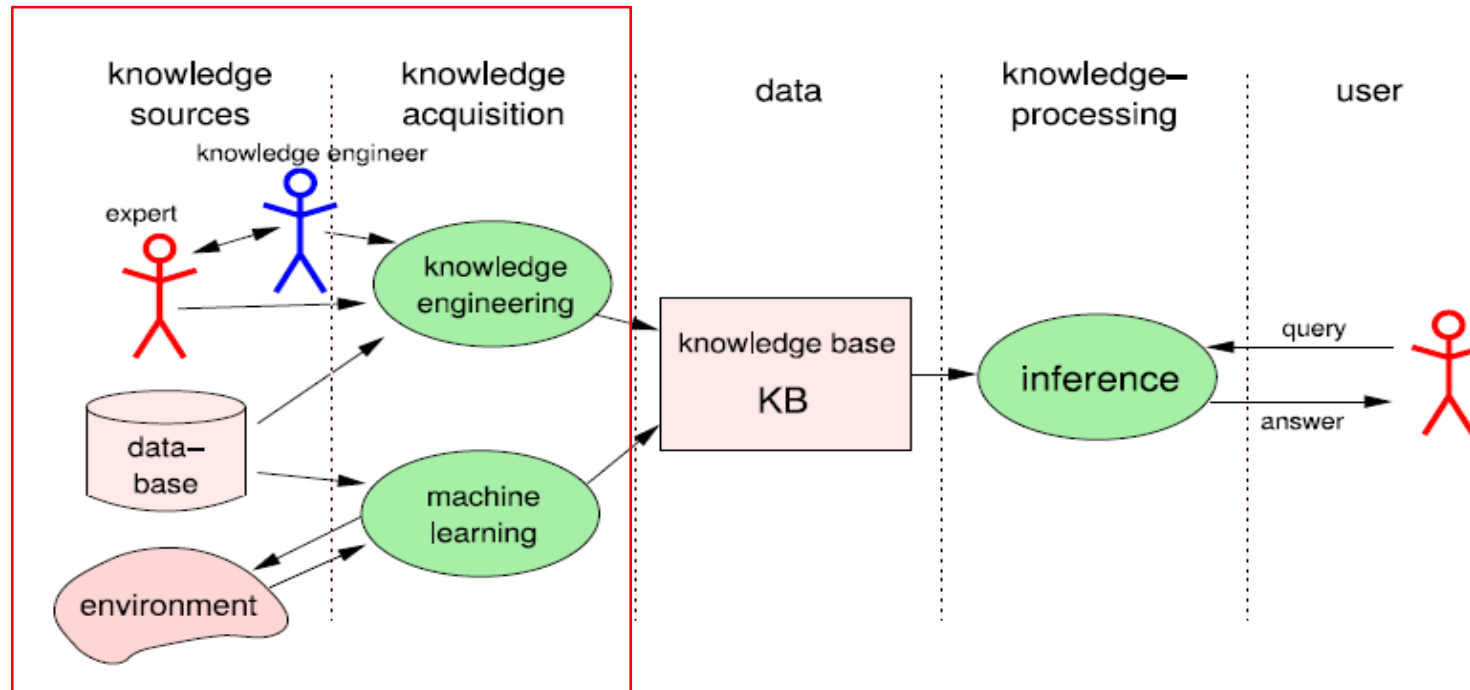 knowledge
sources
knowledge
acquisition
data
knowledge–
processing
user
knowledge engineer
expert
knowledge
engineering
data–
base
machine
learning
environment
knowledge base
KB
inference
query
answer